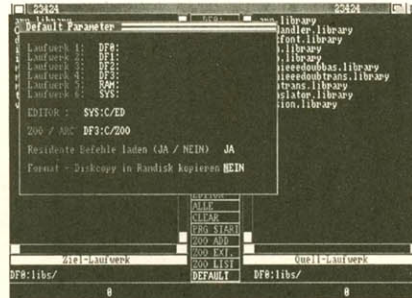 23424
23424
Default Parameter
Laufwerk 1: DF0:
Laufwerk 2: DF1:
Laufwerk 3: DF2:
Laufwerk 4: DF3:
Laufwerk 5: RAM:
Laufwerk 6: SYS:
EDITOR : SYS:C/ED
ZOO / ARC DF3:C/ZOO
Residente Befehle laden (JA / NEIN) JA
Format - Diskcopy in Ramdisk kopieren NEIN
.library
handler.library
font.library
.library
.library
ieeedoubbas.library
ieeedoubtrans.library
trans.library
slator.library
ion.library
EDITOR
ALLE
CLEAR
PRG START
ZOO ADD
ZOO EXT.
ZOO LIST
DEFAULT
Ziel-Laufwerk
Quell-Laufwerk
DF0:libs/
DF0:libs/
0
0